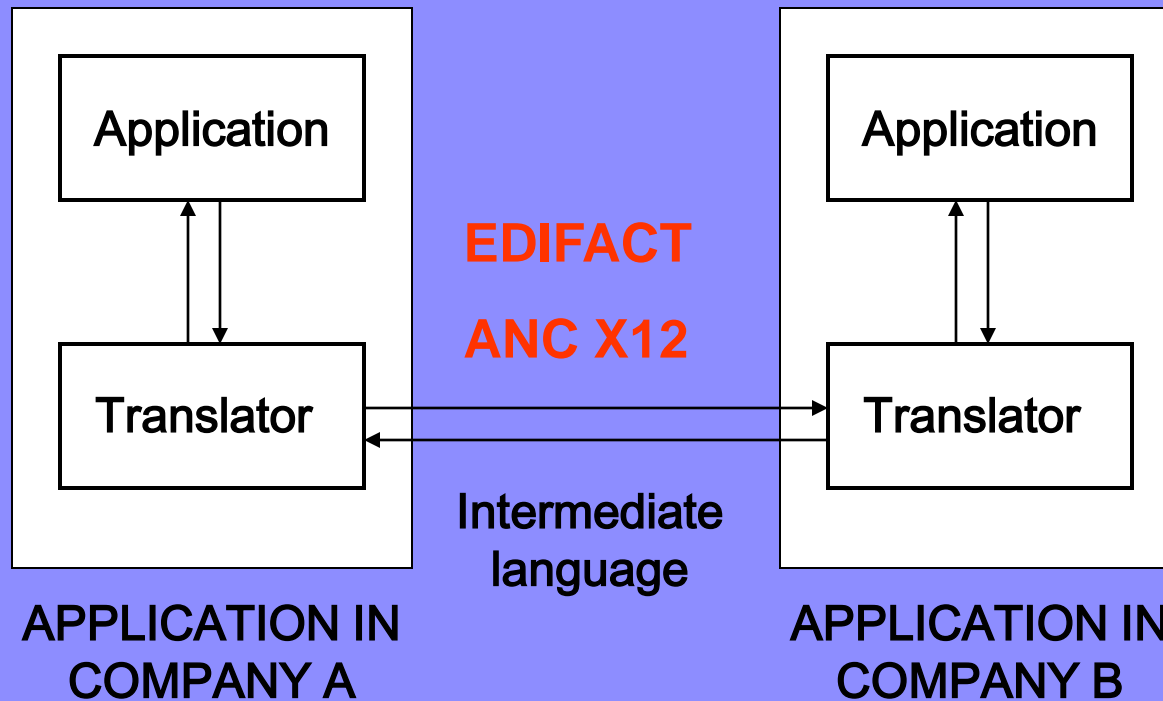 Application
Translator
EDIFACT
ANC X12
Intermediate
language
Application
Translator
APPLICATION IN
COMPANY A
APPLICATION IN
COMPANY B